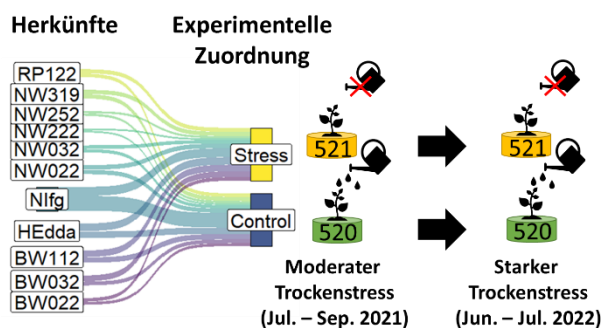 Herkünfte
Experimentelle
Zuordnung
RP122
NW319
NW252
NW222
NW032
NW022
NIfg
HEdda
BW112
BW032
BW022
Stress
Control
521
520
521
520
Moderater
Trockenstress
(Jul. – Sep. 2021)
Starker
Trockenstress
(Jun. – Jul. 2022)